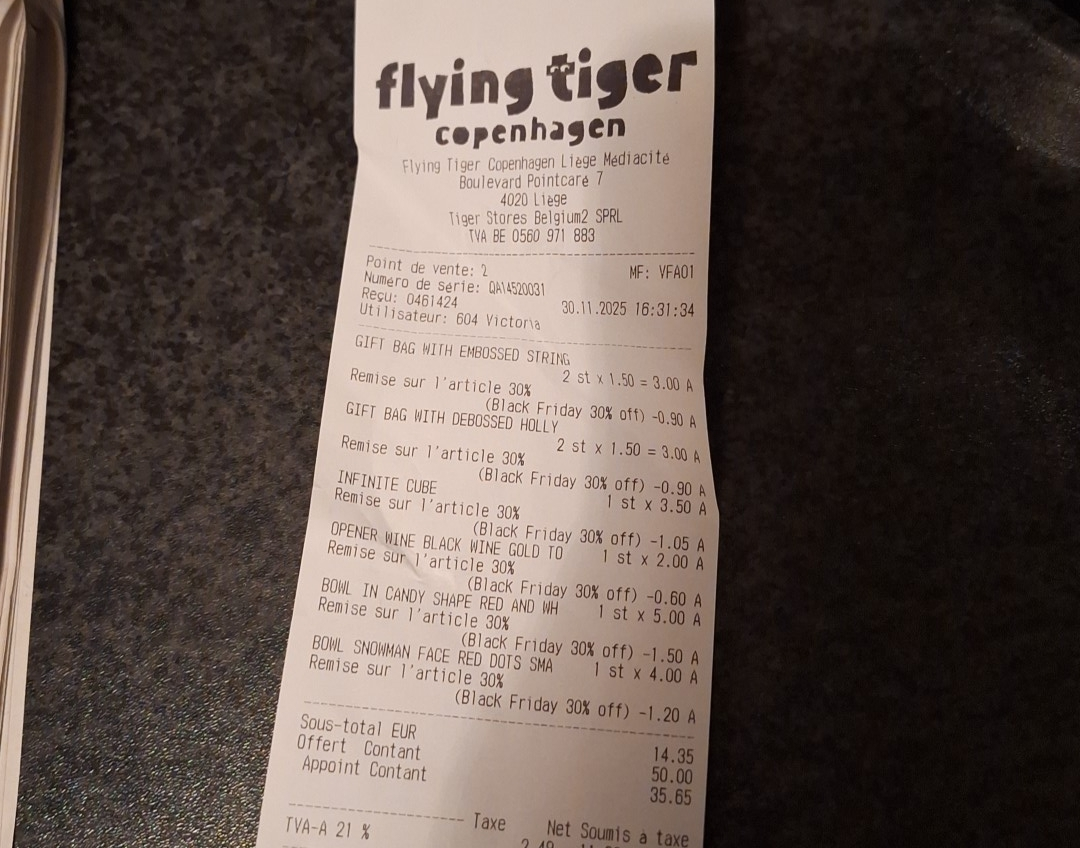 flying tiger
copenhagen
Flying Tiger Copenhagen Liège Médiacité
Boulevard Pointcaré 7
4020 Liège
Tiger Stores Belgium2 SPRL
TVA BE 0560 971 883
Point de vente: 2 MF: VFA01
Numéro de série: QA14520031
Reçu: 0461424 30.11.2025 16:31:34
Utilisateur: 604 Victoria
GIFT BAG WITH EMBOSSED STRING
2 st x 1.50 = 3.00 A
Remise sur l'article 30%
(Black Friday 30% off) -0.90 A
GIFT BAG WITH DEBOSSED HOLLY
2 st x 1.50 = 3.00 A
Remise sur l'article 30%
(Black Friday 30% off) -0.90 A
INFINITE CUBE 1 st x 3.50 A
Remise sur l'article 30%
(Black Friday 30% off) -1.05 A
OPENER WINE BLACK WINE GOLD TO 1 st x 2.00 A
Remise sur l'article 30%
(Black Friday 30% off) -0.60 A
BOWL IN CANDY SHAPE RED AND WH 1 st x 5.00 A
Remise sur l'article 30%
(Black Friday 30% off) -1.50 A
BOWL SNOWMAN FACE RED DOTS SMA 1 st x 4.00 A
Remise sur l'article 30%
(Black Friday 30% off) -1.20 A
Sous-total EUR 14.35
Offert Contant 50.00
Appoint Contant 35.65
Taxe Net Soumis à taxe
TVA-A 21 % 2.49